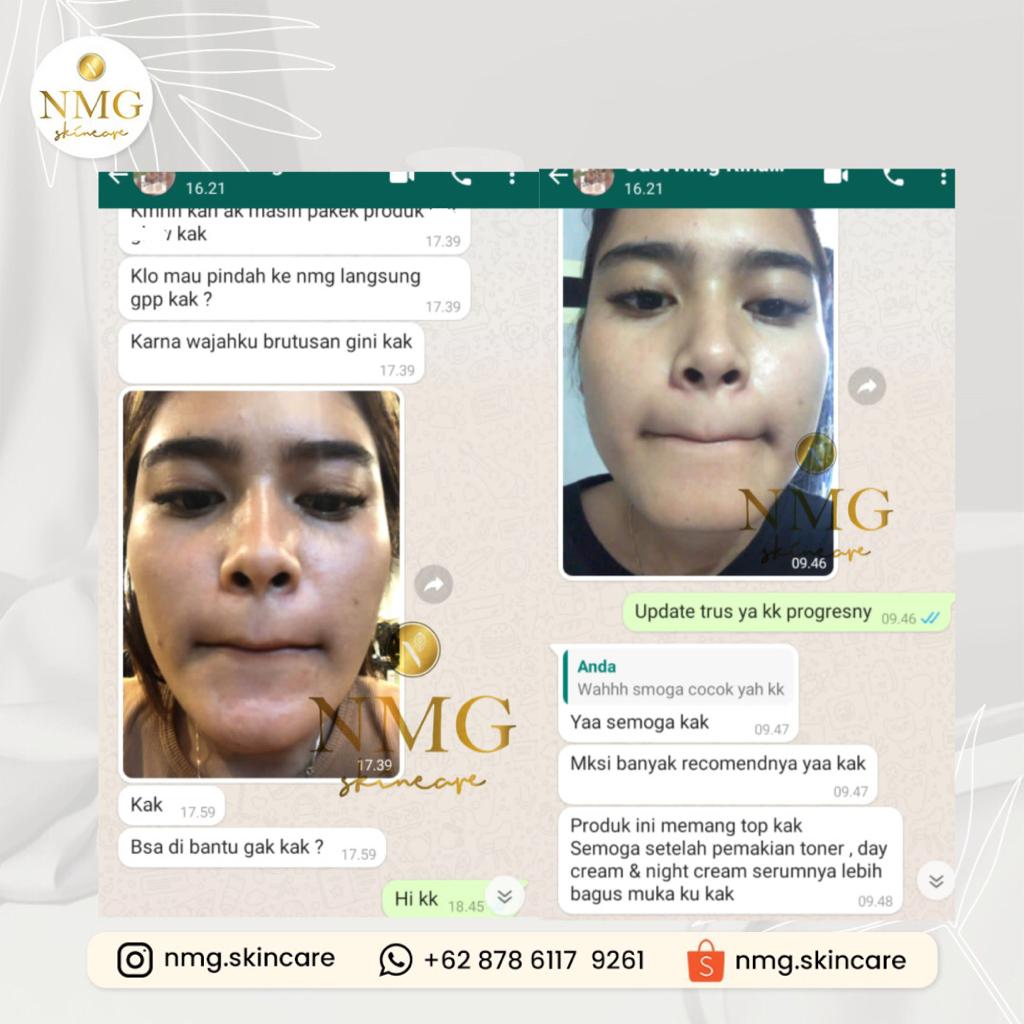 NMG
skincare
16.21
kan ak masih pakek produk
kak
17.39
Klo mau pindah ke nmg langsung
gpp kak ?
17.39
Karna wajahku brutusan gini kak
17.39
NMG
skincare
17.39
Kak
17.59
Bsa di bantu gak kak ?
17.59
Hi kk
18.45
16.21
NMG
skincare
09.46
Update trus ya kk progresny
09.46
Anda
Wahhh smoga cocok yah kk
Yaa semoga kak
09.47
Mksi banyak recomendnya yaa kak
09.47
Produk ini memang top kak
Semoga setelah pemakian toner , day
cream & night cream serumnya lebih
bagus muka ku kak
09.48
nmg.skincare
+62 878 6117 9261
nmg.skincare